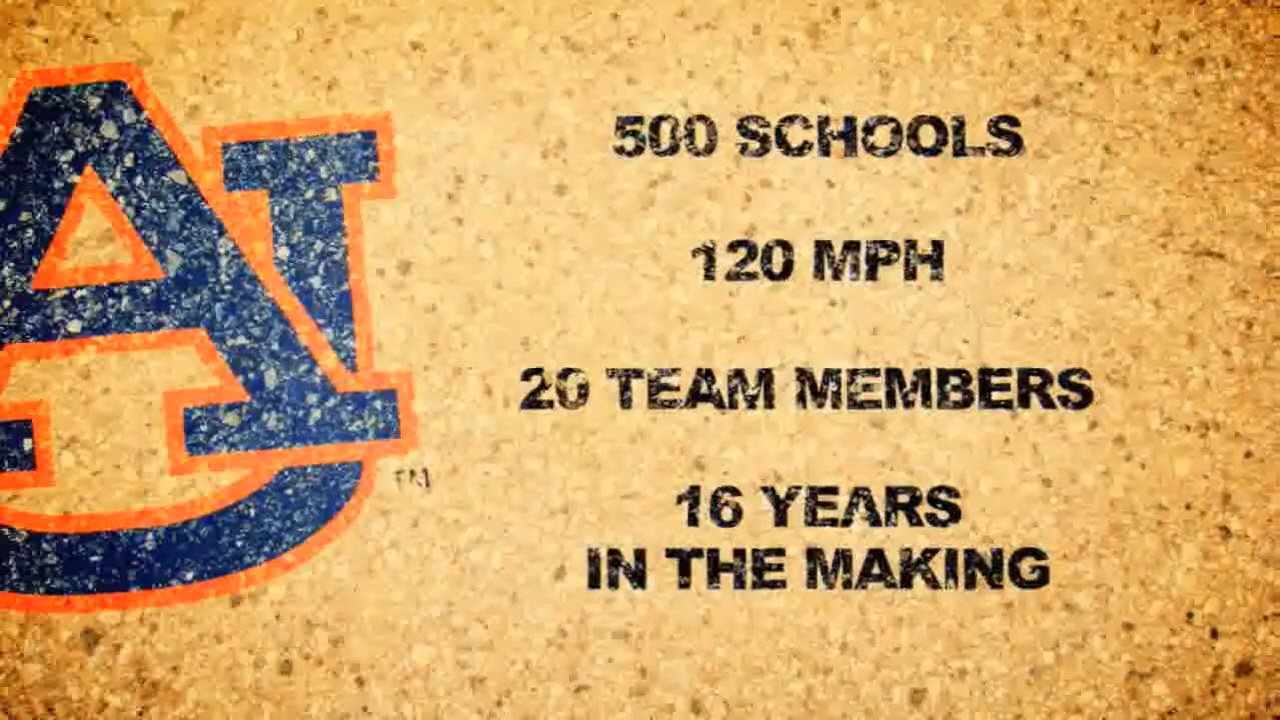 AU
TM
500 SCHOOLS
120 MPH
20 TEAM MEMBERS
16 YEARS
IN THE MAKING